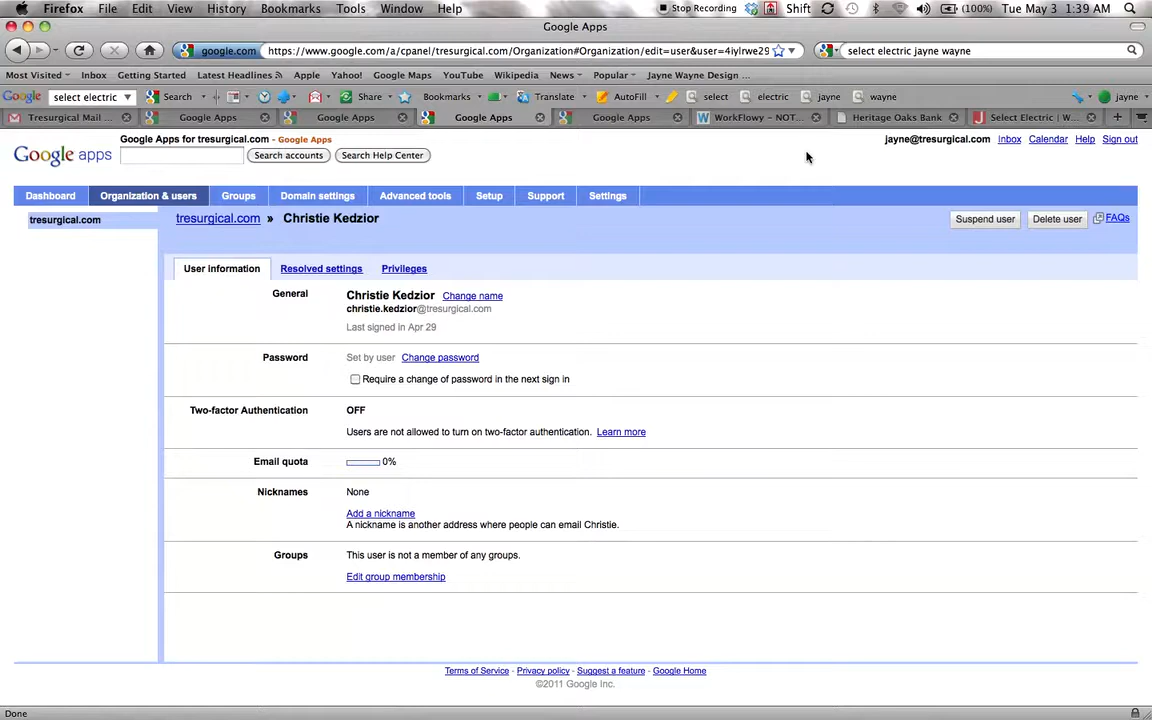 Firefox File Edit View History Bookmarks Tools Window Help Stop Recording Shift (100%) Tue May 3 1:39 AM
Google Apps
google.com https://www.google.com/a/cpanel/tresurgical.com/Organization#Organization/edit=user&user=4iylrwe29 select electric jayne wayne
Most Visited Inbox Getting Started Latest Headlines Apple Yahoo! Google Maps YouTube Wikipedia News Popular Jayne Wayne Design ...
Google select electric Search Share Bookmarks Translate AutoFill select electric jayne wayne jayne
Tresurgical Mail ... Google Apps Google Apps Google Apps Google Apps WorkFlowy - NOT... Heritage Oaks Bank Select Electric | W...
Google Apps for tresurgical.com - Google Apps jayne@tresurgical.com Inbox Calendar Help Sign out
Google apps Search accounts Search Help Center
Dashboard Organization & users Groups Domain settings Advanced tools Setup Support Settings
tresurgical.com
tresurgical.com » Christie Kedzior Suspend user Delete user FAQs
User information Resolved settings Privileges
General Christie Kedzior Change name
christie.kedzior@tresurgical.com
Last signed in Apr 29
Password Set by user Change password
Require a change of password in the next sign in
Two-factor Authentication OFF
Users are not allowed to turn on two-factor authentication. Learn more
Email quota 0%
Nicknames None
Add a nickname
A nickname is another address where people can email Christie.
Groups This user is not a member of any groups.
Edit group membership
Terms of Service - Privacy policy - Suggest a feature - Google Home
©2011 Google Inc.
Done